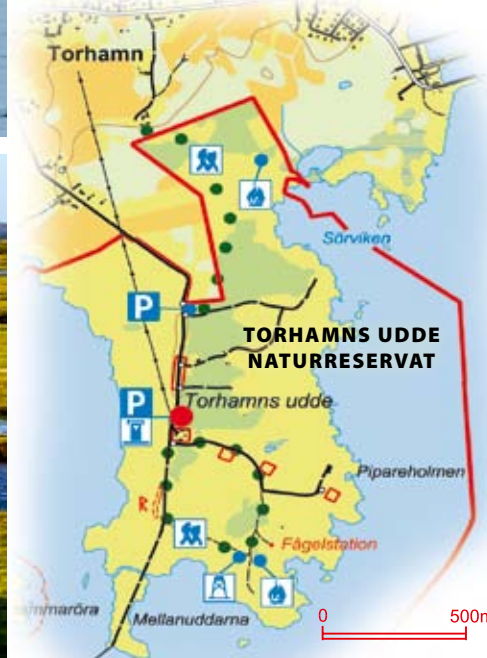 Torhamn
Sörviken
P
TORHAMNS UDDE
NATURRESERVAT
P
Torhamns udde
Pipareholmen
R
Fågelstation
Mellanuddarna
0 500m